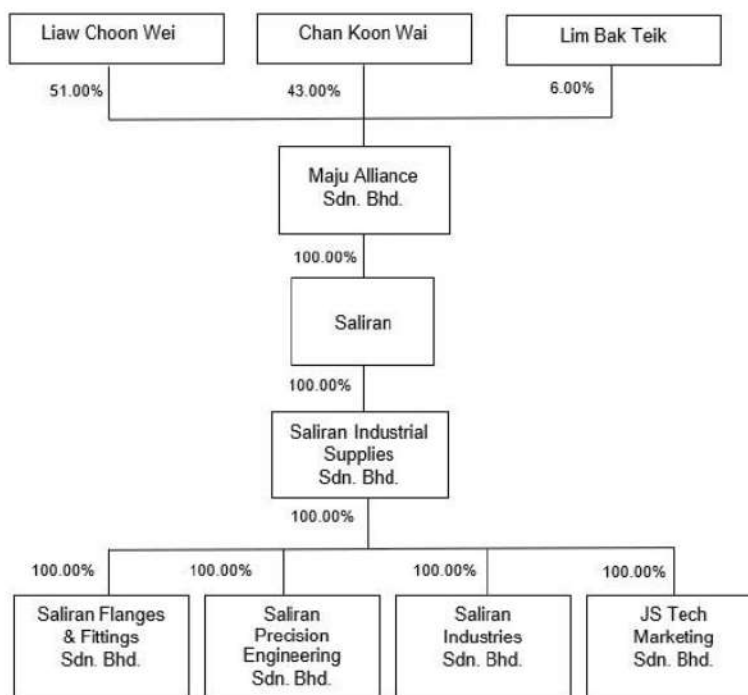 Liaw Choon Wei
Chan Koon Wai
Lim Bak Teik
51.00%
43.00%
6.00%
Maju Alliance
Sdn. Bhd.
100.00%
Saliran
100.00%
Saliran Industrial
Supplies
Sdn. Bhd.
100.00%
100.00%
100.00%
100.00%
100.00%
Saliran Flanges
& Fittings
Sdn. Bhd.
Saliran
Precision
Engineering
Sdn. Bhd.
Saliran
Industries
Sdn. Bhd.
JS Tech
Marketing
Sdn. Bhd.